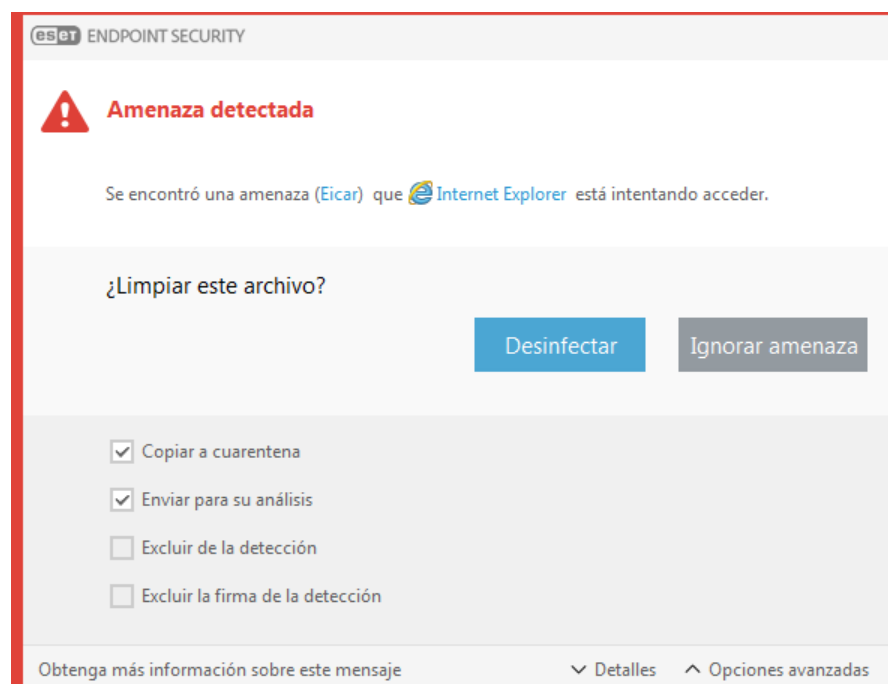 eset ENDPOINT SECURITY
Amenaza detectada
Se encontró una amenaza (Eicar) que Internet Explorer está intentando acceder.
¿Limpiar este archivo?
Desinfectar
Ignorar amenaza
Copiar a cuarentena
Enviar para su análisis
Excluir de la detección
Excluir la firma de la detección
Obtenga más información sobre este mensaje
Detalles
Opciones avanzadas